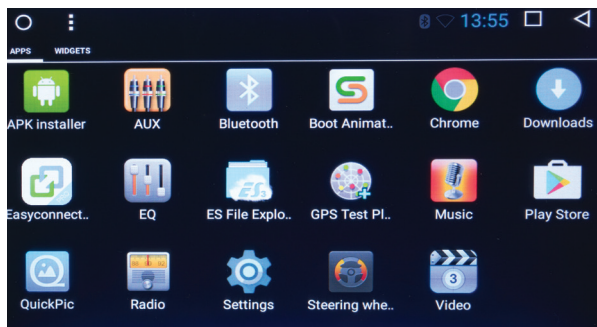 13:55
APPS WIDGETS
APK installer AUX Bluetooth Boot Animat.. Chrome Downloads
Easyconnect.. EQ ES File Explo.. GPS Test Pl.. Music Play Store
3
QuickPic Radio Settings Steering whe.. Video